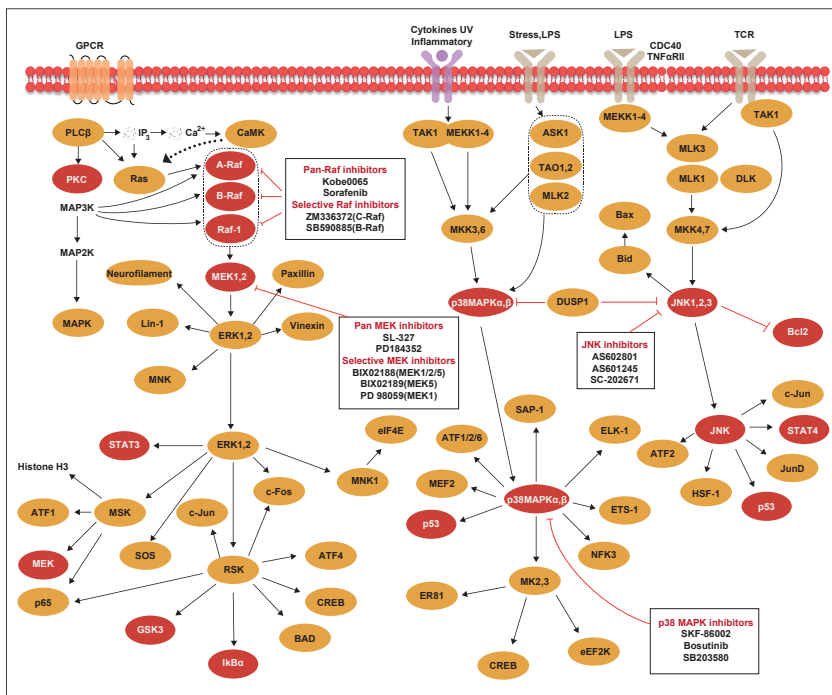 GPCR
Cytokines UV
Inflammatory
Stress,LPS
LPS
CDC40
TNFαRII
TCR
PLCβ
IP3
Ca2+
CaMK
TAK1
MEKK1-4
ASK1
MEKK1-4
TAK1
MLK3
PKC
Ras
A-Raf
Pan-Raf inhibitors
Kobe0065
Sorafenib
Selective Raf inhibitors
ZM336372(C-Raf)
SB590885(B-Raf)
TAO1,2
MLK1
DLK
MAP3K
B-Raf
MLK2
Raf-1
MKK3,6
Bax
MKK4,7
MAP2K
Bid
Neurofilament
MEK1,2
Paxillin
p38MAPKα,β
DUSP1
JNK1,2,3
MAPK
Lin-1
ERK1,2
Vinexin
Bcl2
Pan MEK inhibitors
SL-327
PD184352
Selective MEK inhibitors
BIX02188(MEK1/2/5)
BIX02189(MEK5)
PD 98059(MEK1)
JNK inhibitors
AS602801
AS601245
SC-202671
MNK
SAP-1
c-Jun
STAT3
ERK1,2
eIF4E
ATF1/2/6
ELK-1
JNK
STAT4
ATF2
Histone H3
MNK1
MEF2
JunD
c-Fos
p38MAPKα,β
HSF-1
ATF1
MSK
c-Jun
p53
ETS-1
p53
MEK
SOS
RSK
ATF4
NFK3
p65
CREB
ER81
MK2,3
GSK3
BAD
p38 MAPK inhibitors
SKF-86002
Bosutinib
SB203580
IkBα
CREB
eEF2K